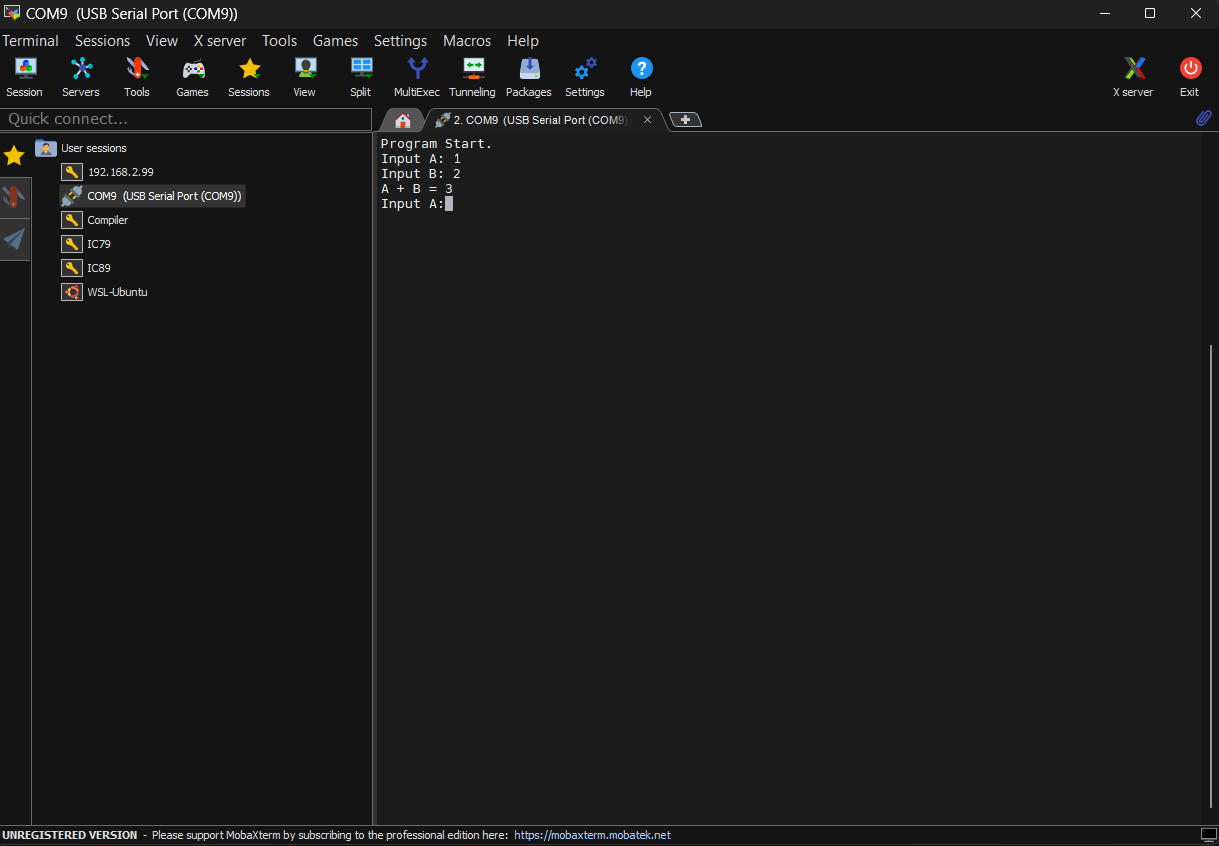 COM9 (USB Serial Port (COM9))
Terminal Sessions View X server Tools Games Settings Macros Help
Session Servers Tools Games Sessions View Split MultiExec Tunneling Packages Settings Help X server Exit
Quick connect...
2. COM9 (USB Serial Port (COM9)
User sessions
192.168.2.99
COM9 (USB Serial Port (COM9))
Compiler
IC79
IC89
WSL-Ubuntu
Program Start.
Input A: 1
Input B: 2
A + B = 3
Input A:
UNREGISTERED VERSION - Please support MobaXterm by subscribing to the professional edition here: https://mobaxterm.mobatek.net